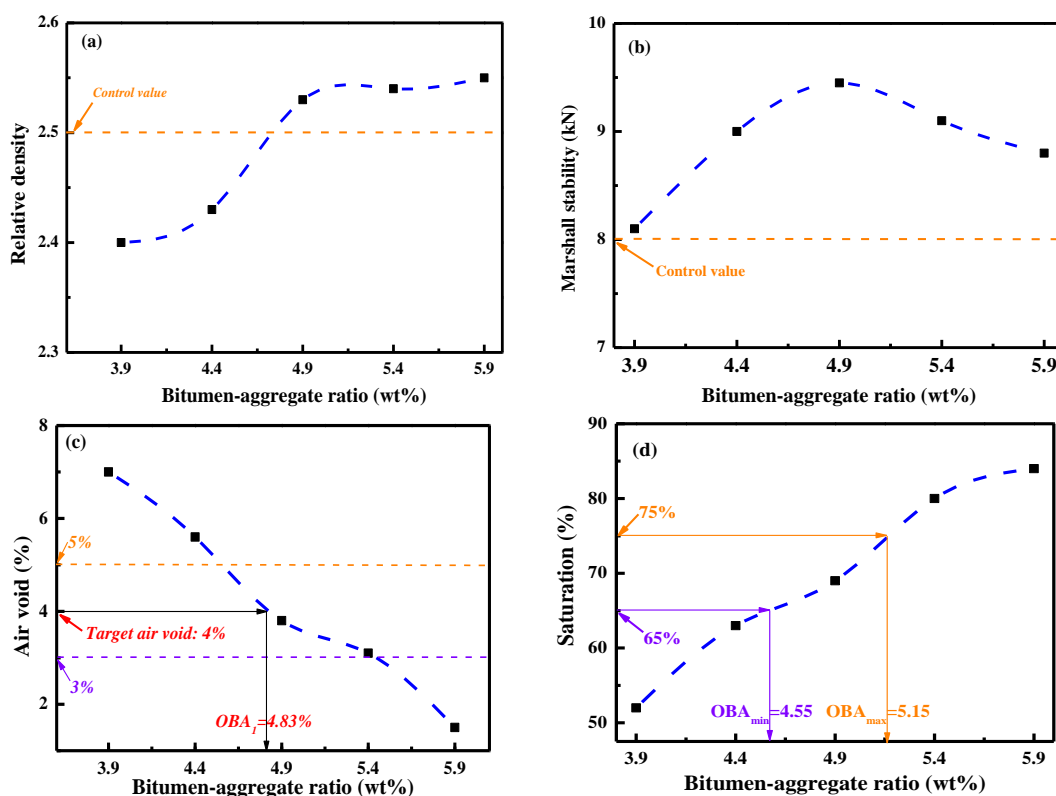 (a)
2.6
2.5
2.4
2.3
Control value
Relative density
3.9 4.4 4.9 5.4 5.9
Bitumen-aggregate ratio (wt%)
(b)
10
9
8
7
Control value
Marshall stability (kN)
3.9 4.4 4.9 5.4 5.9
Bitumen-aggregate ratio (wt%)
(c)
8
6
4
2
5%
Target air void: 4%
3%
OBA1=4.83%
Air void (%)
3.9 4.4 4.9 5.4 5.9
Bitumen-aggregate ratio (wt%)
(d)
90
80
70
60
50
75%
65%
OBAmin=4.55 OBAmax=5.15
Saturation (%)
3.9 4.4 4.9 5.4 5.9
Bitumen-aggregate ratio (wt%)